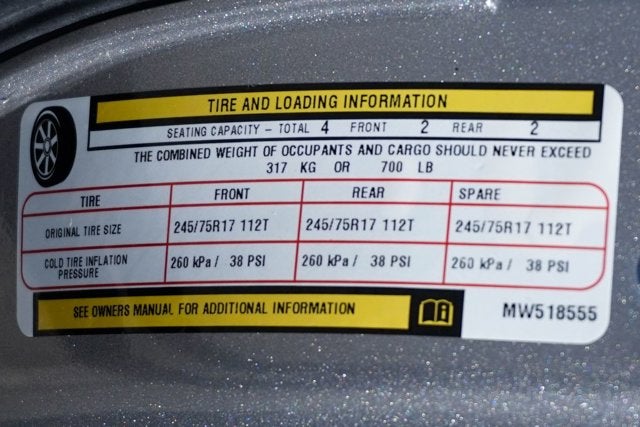 TIRE AND LOADING INFORMATION
SEATING CAPACITY - TOTAL 4 FRONT 2 REAR 2
THE COMBINED WEIGHT OF OCCUPANTS AND CARGO SHOULD NEVER EXCEED
317 KG OR 700 LB
TIRE FRONT REAR SPARE
ORIGINAL TIRE SIZE 245/75R17 112T 245/75R17 112T 245/75R17 112T
COLD TIRE INFLATION PRESSURE 260 kPa / 38 PSI 260 kPa / 38 PSI 260 kPa / 38 PSI
SEE OWNERS MANUAL FOR ADDITIONAL INFORMATION
MW518555